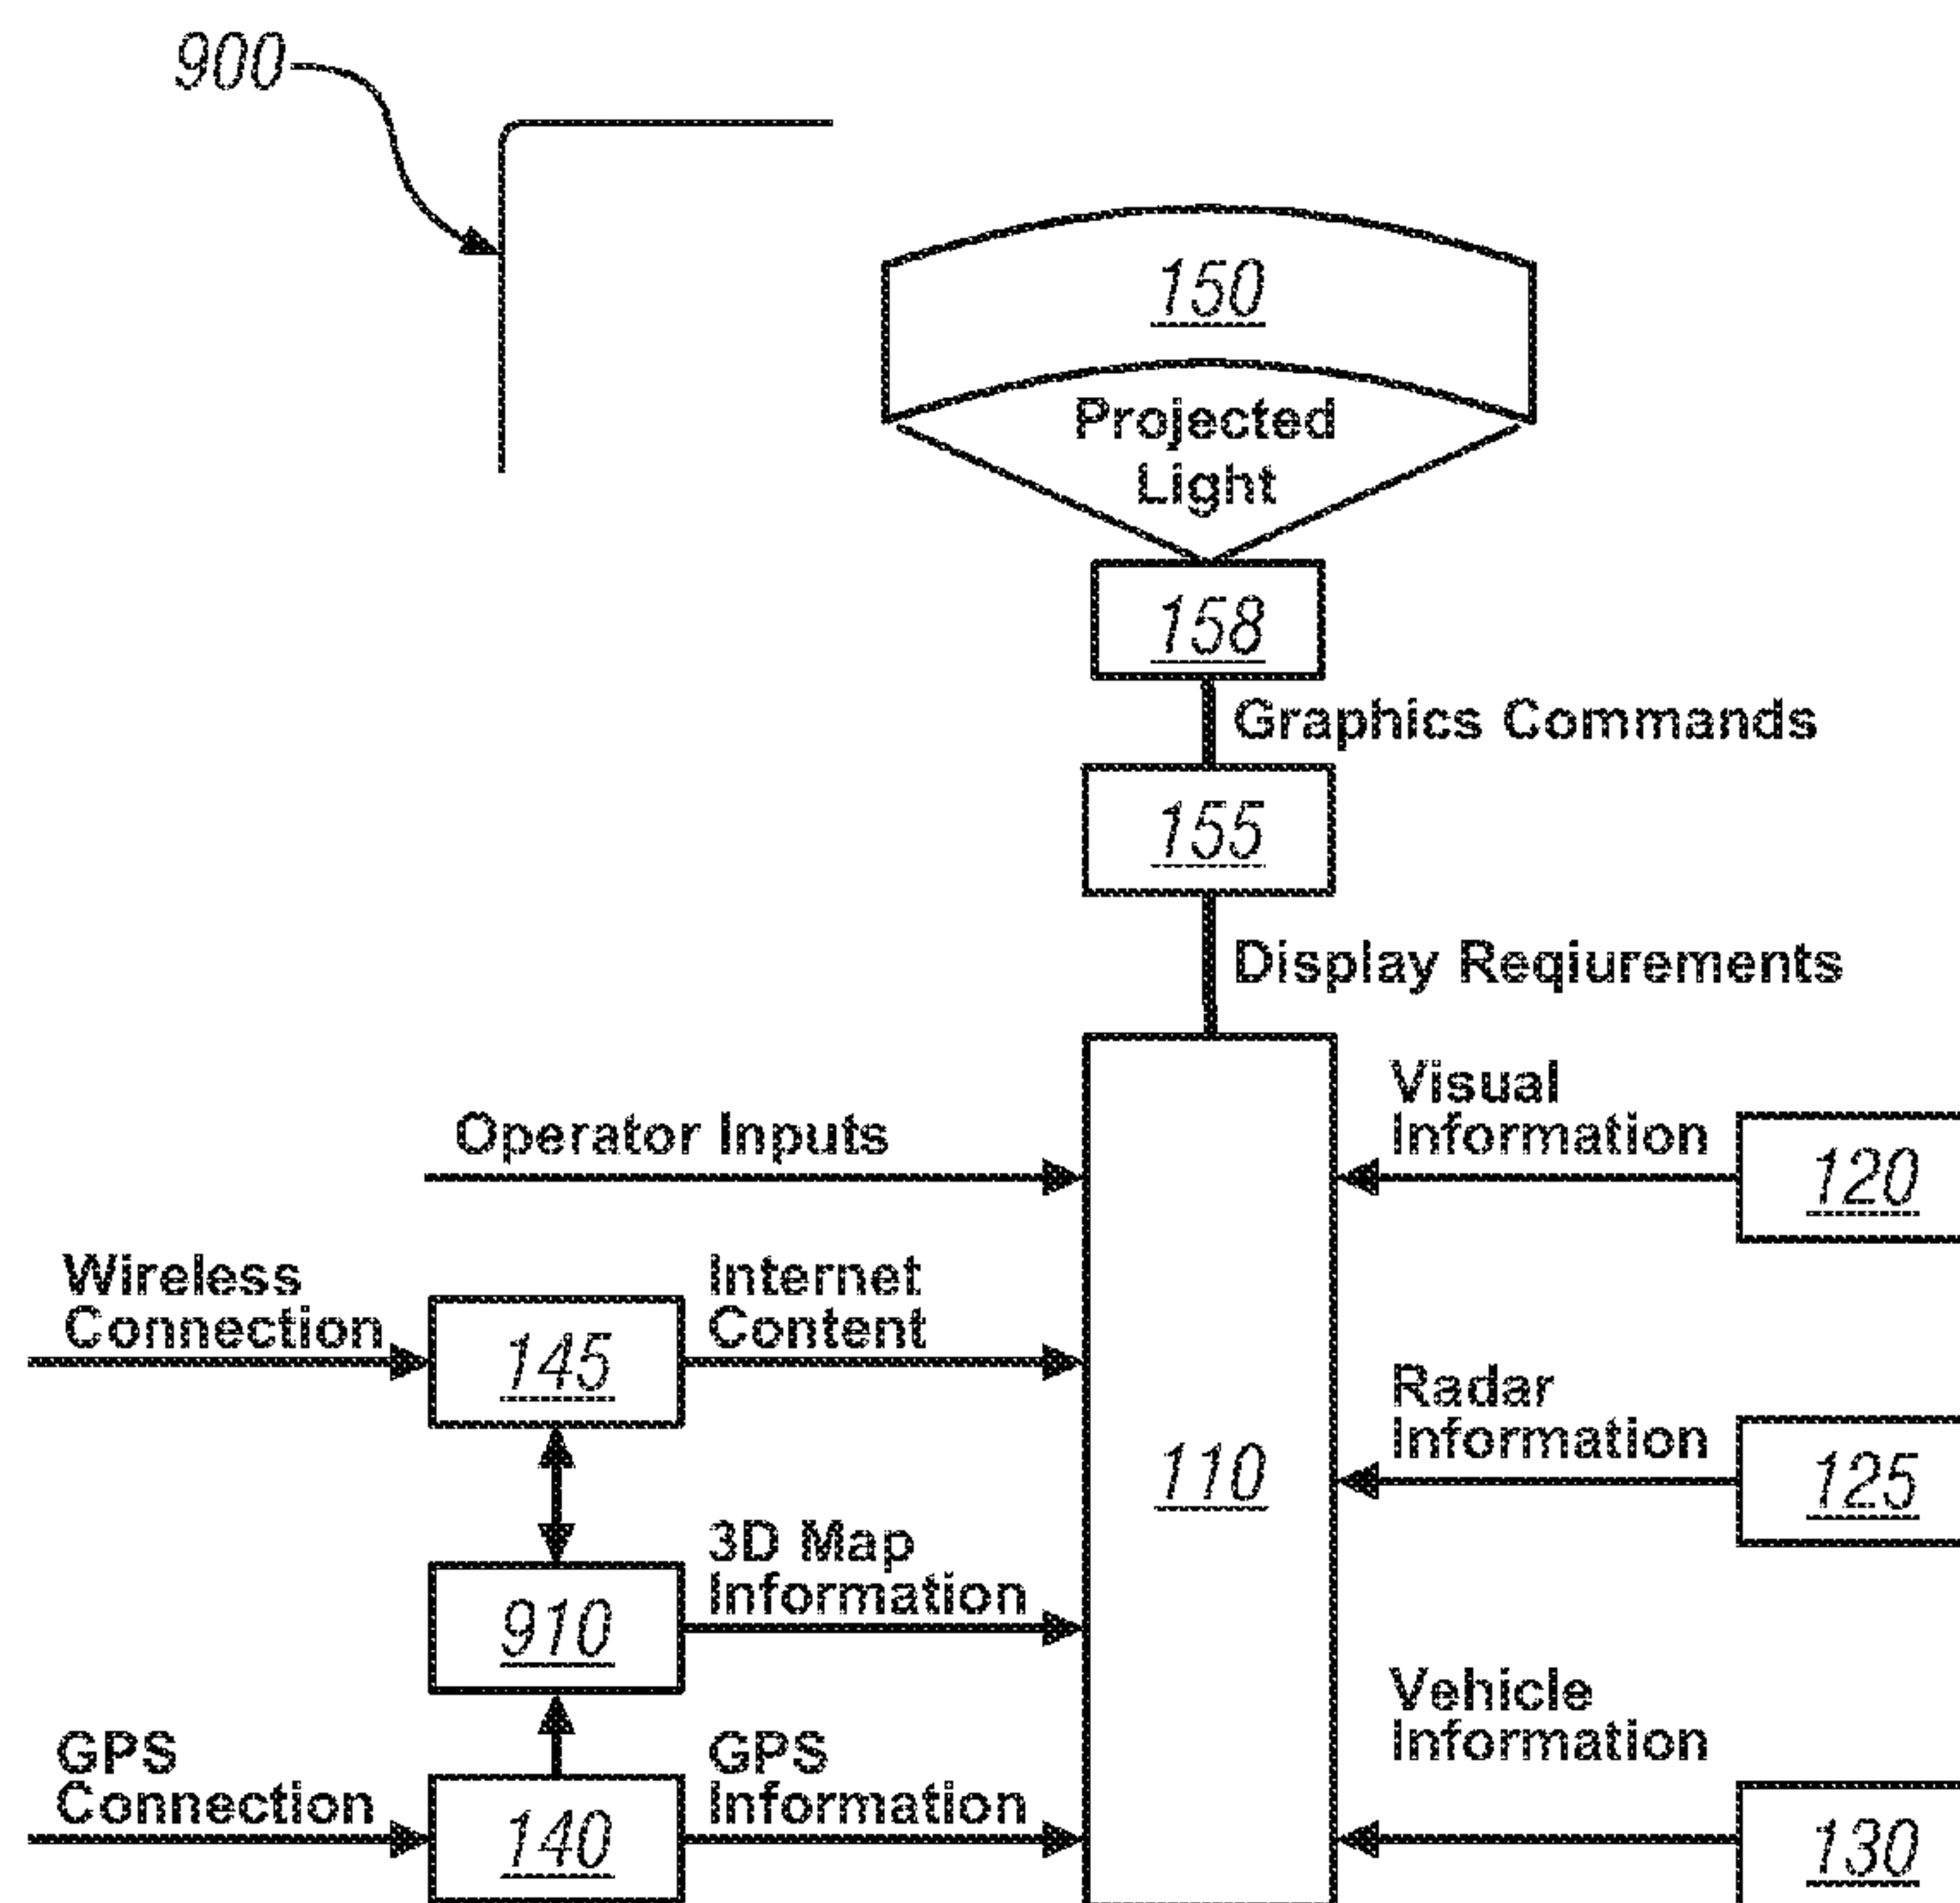 900
150
Projected
Light
158
Graphics Commands
155
Display Reqiurements
Operator Inputs
Visual
Information
120
Wireless
Connection
145
Internet
Content
Radar
Information
125
110
910
3D Map
Information
Vehicle
Information
130
GPS
Connection
140
GPS
Information